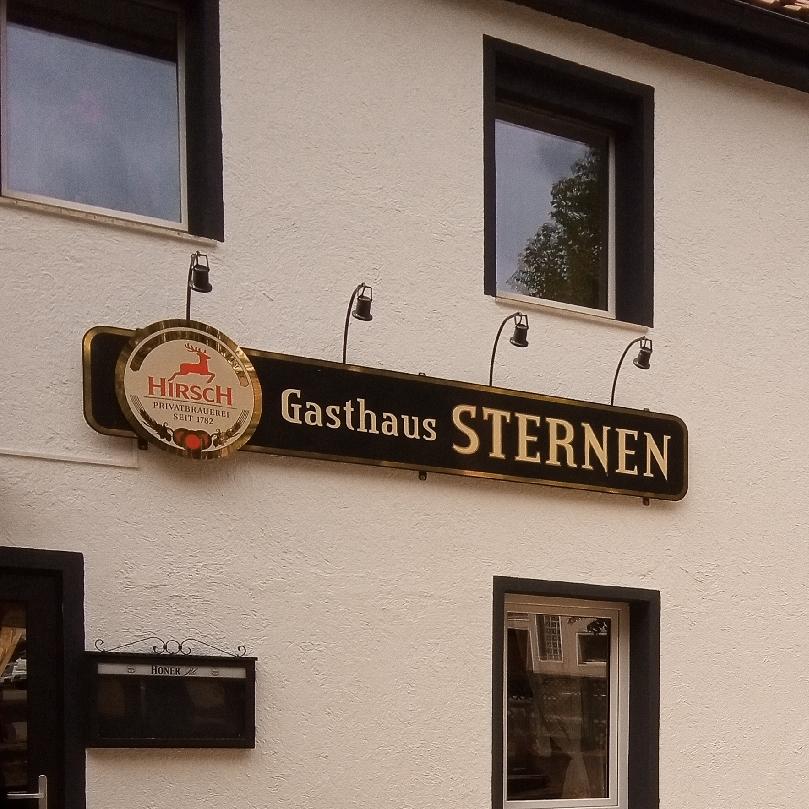 HIRSCH
PRIVATBRAUEREI
SEIT 1782
Gasthaus STERNEN
HONER